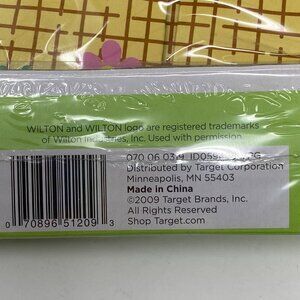 WILTON and WILTON logo are registered trademarks
of Wilton Industries, Inc. Used with permission.
070 06
Distributed by Target Corporation
Minneapolis, MN 55403
Made in China
©2009 Target Brands, Inc.
All Rights Reserved
Shop Target.com
0 70896 51209 3